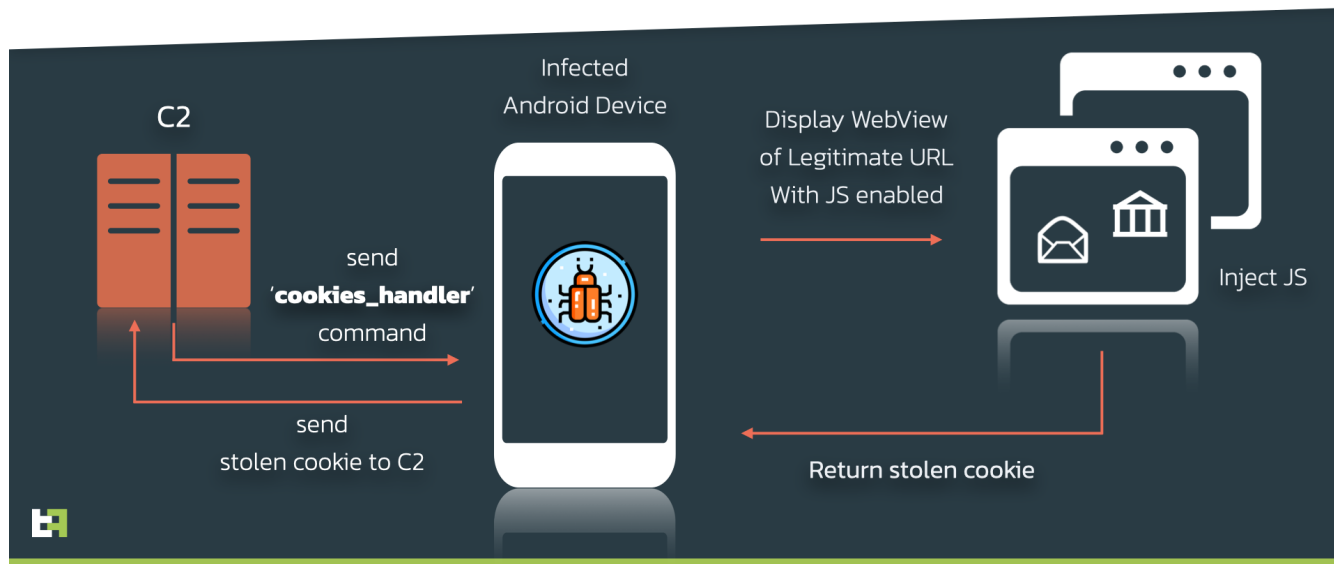 C2
Infected
Android Device
Display WebView
of Legitimate URL
With JS enabled
send
‘cookies_handler’
command
Inject JS
send
stolen cookie to C2
Return stolen cookie